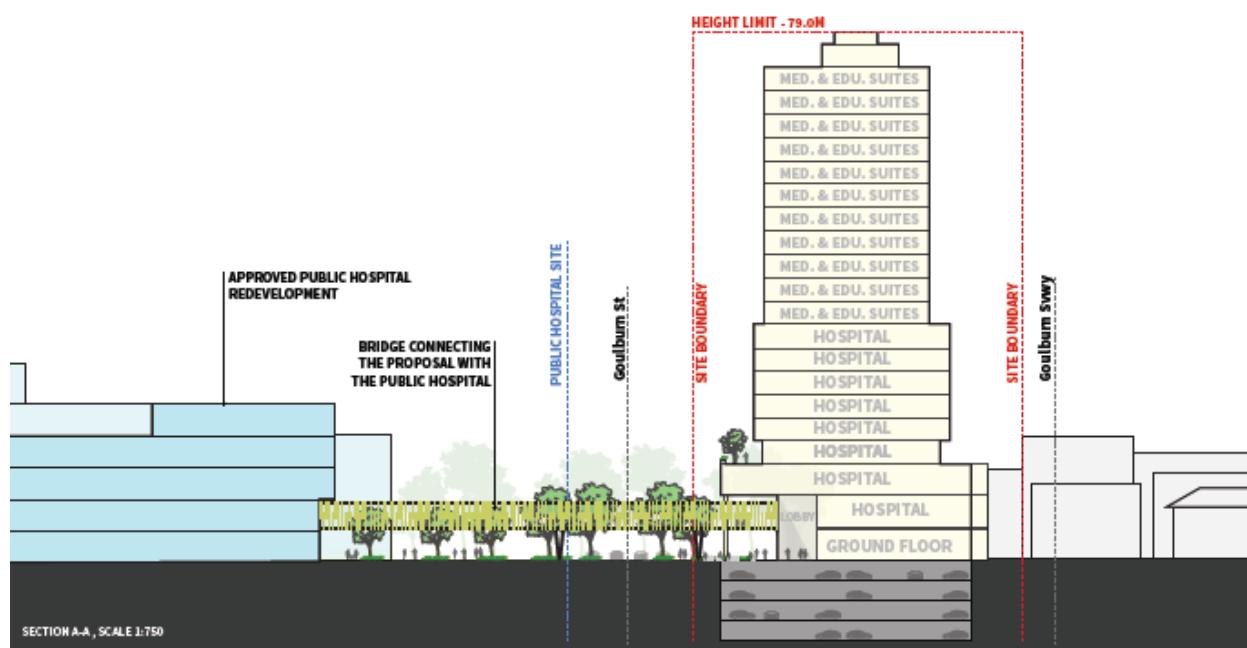 HEIGHT LIMIT - 79.0M
MED. & EDU. SUITES
MED. & EDU. SUITES
MED. & EDU. SUITES
MED. & EDU. SUITES
MED. & EDU. SUITES
MED. & EDU. SUITES
MED. & EDU. SUITES
MED. & EDU. SUITES
MED. & EDU. SUITES
MED. & EDU. SUITES
MED. & EDU. SUITES
APPROVED PUBLIC HOSPITAL
REDEVELOPMENT
BRIDGE CONNECTING
THE PROPOSAL WITH
THE PUBLIC HOSPITAL
PUBLIC HOSPITAL SITE
Goulburn St
SITE BOUNDARY
HOSPITAL
HOSPITAL
HOSPITAL
HOSPITAL
HOSPITAL
HOSPITAL
HOSPITAL
HOSPITAL
LOBBY
GROUND FLOOR
SITE BOUNDARY
Goulburn Svwy
SECTION A-A , SCALE 1:750